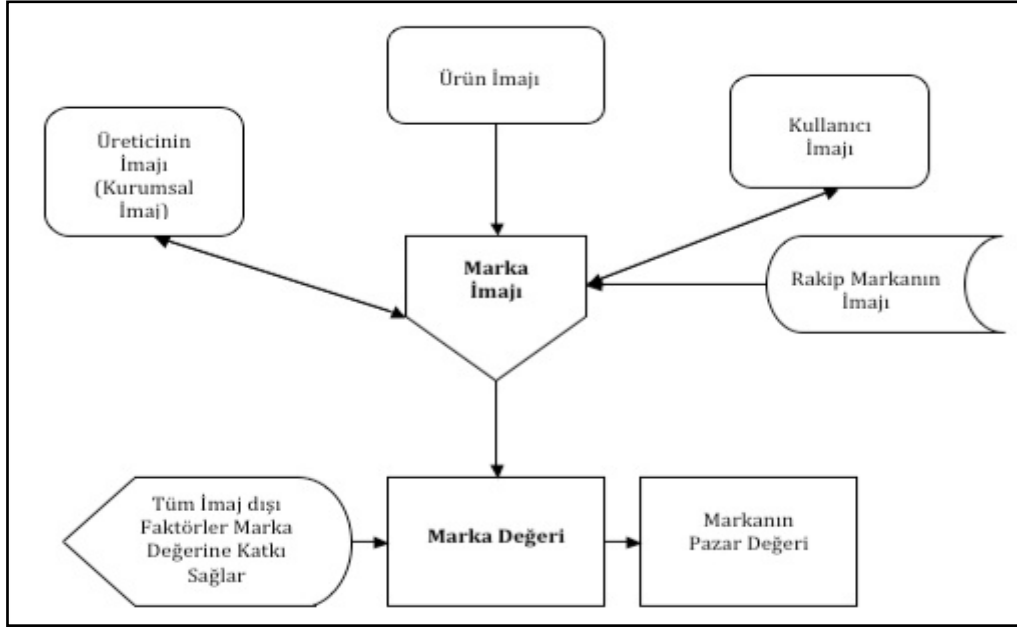 Ürün İmajı
Üreticinin
İmajı
(Kurumsal
İmaj)
Kullanıcı
İmajı
Marka
İmajı
Rakip Markanın
İmajı
Tüm İmaj dışı
Faktörler Marka
Değerine Katkı
Sağlar
Marka Değeri
Markanın
Pazar Değeri